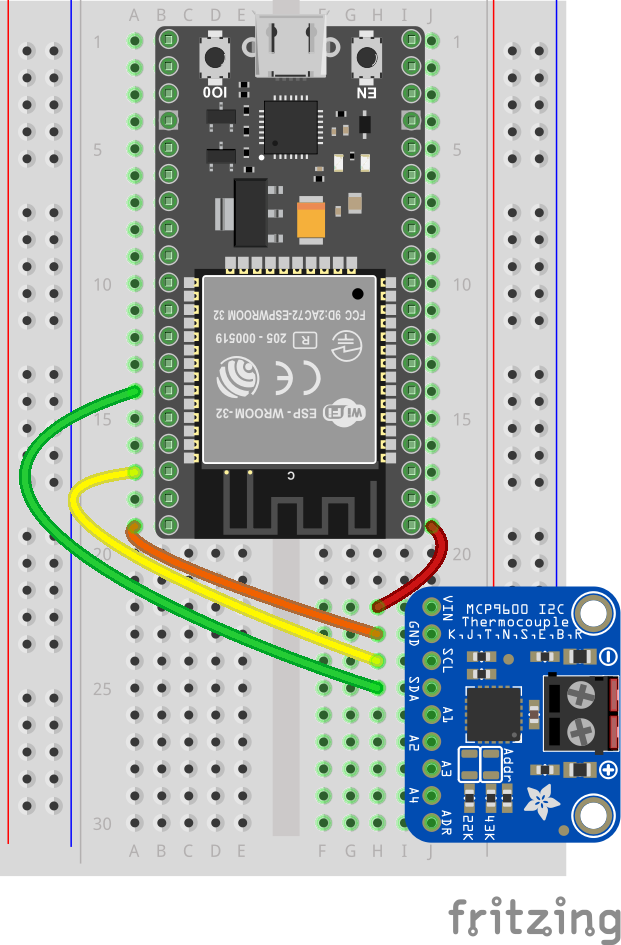 A B C D E F G H I J
1 1
IO0 EN
5 5
10 10
FCC 9D:2AC72-ESPWROOM 32
205 - 000519 R
CE
ESP - WROOM-32 Wi Fi
15 15
C
20 20
VIN
GND
SCL
SDA
A1
A2
A3
A4
ADR
MCP9600 I2C
Thermocouple
K,J,T,N,S,E,B,R
Addr
22K 43K
25
30
A B C D E F G H I J
fritzing